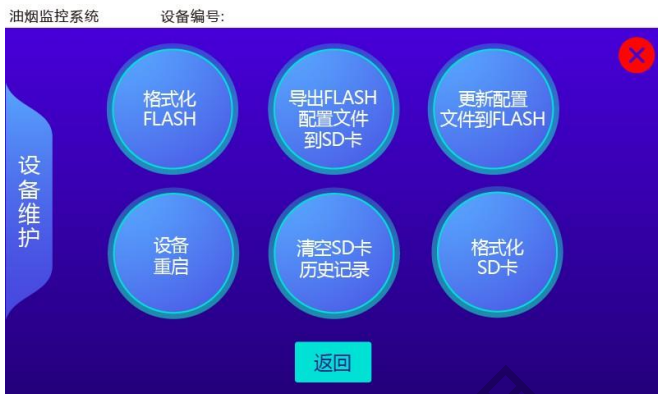 油烟监控系统 设备编号:
格式化
FLASH
导出FLASH
配置文件
到SD卡
更新配置
文件到FLASH
设备维护
设备
重启
清空SD卡
历史记录
格式化
SD卡
返回